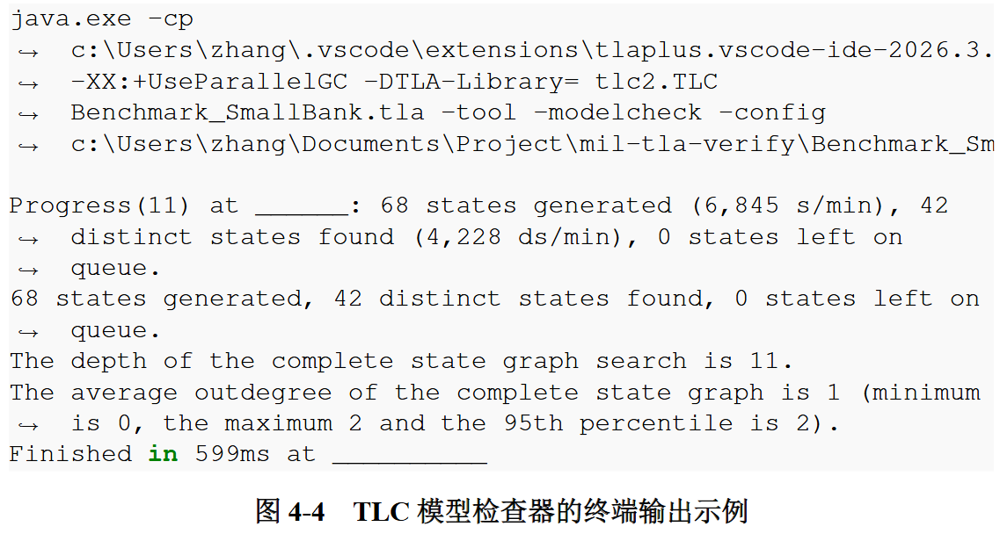 java.exe -cp
↪ c:\Users\zhang\.vscode\extensions\tlaplus.vscode-ide-2026.3.
↪ -XX:+UseParallelGC -DTLA-Library= tlc2.TLC
↪ Benchmark_SmallBank.tla -tool -modelcheck -config
↪ c:\Users\zhang\Documents\Project\mil-tla-verify\Benchmark_Sm
Progress(11) at ______: 68 states generated (6,845 s/min), 42
↪ distinct states found (4,228 ds/min), 0 states left on
↪ queue.
68 states generated, 42 distinct states found, 0 states left on
↪ queue.
The depth of the complete state graph search is 11.
The average outdegree of the complete state graph is 1 (minimum
↪ is 0, the maximum 2 and the 95th percentile is 2).
Finished in 599ms at __________
图 4-4 TLC 模型检查器的终端输出示例